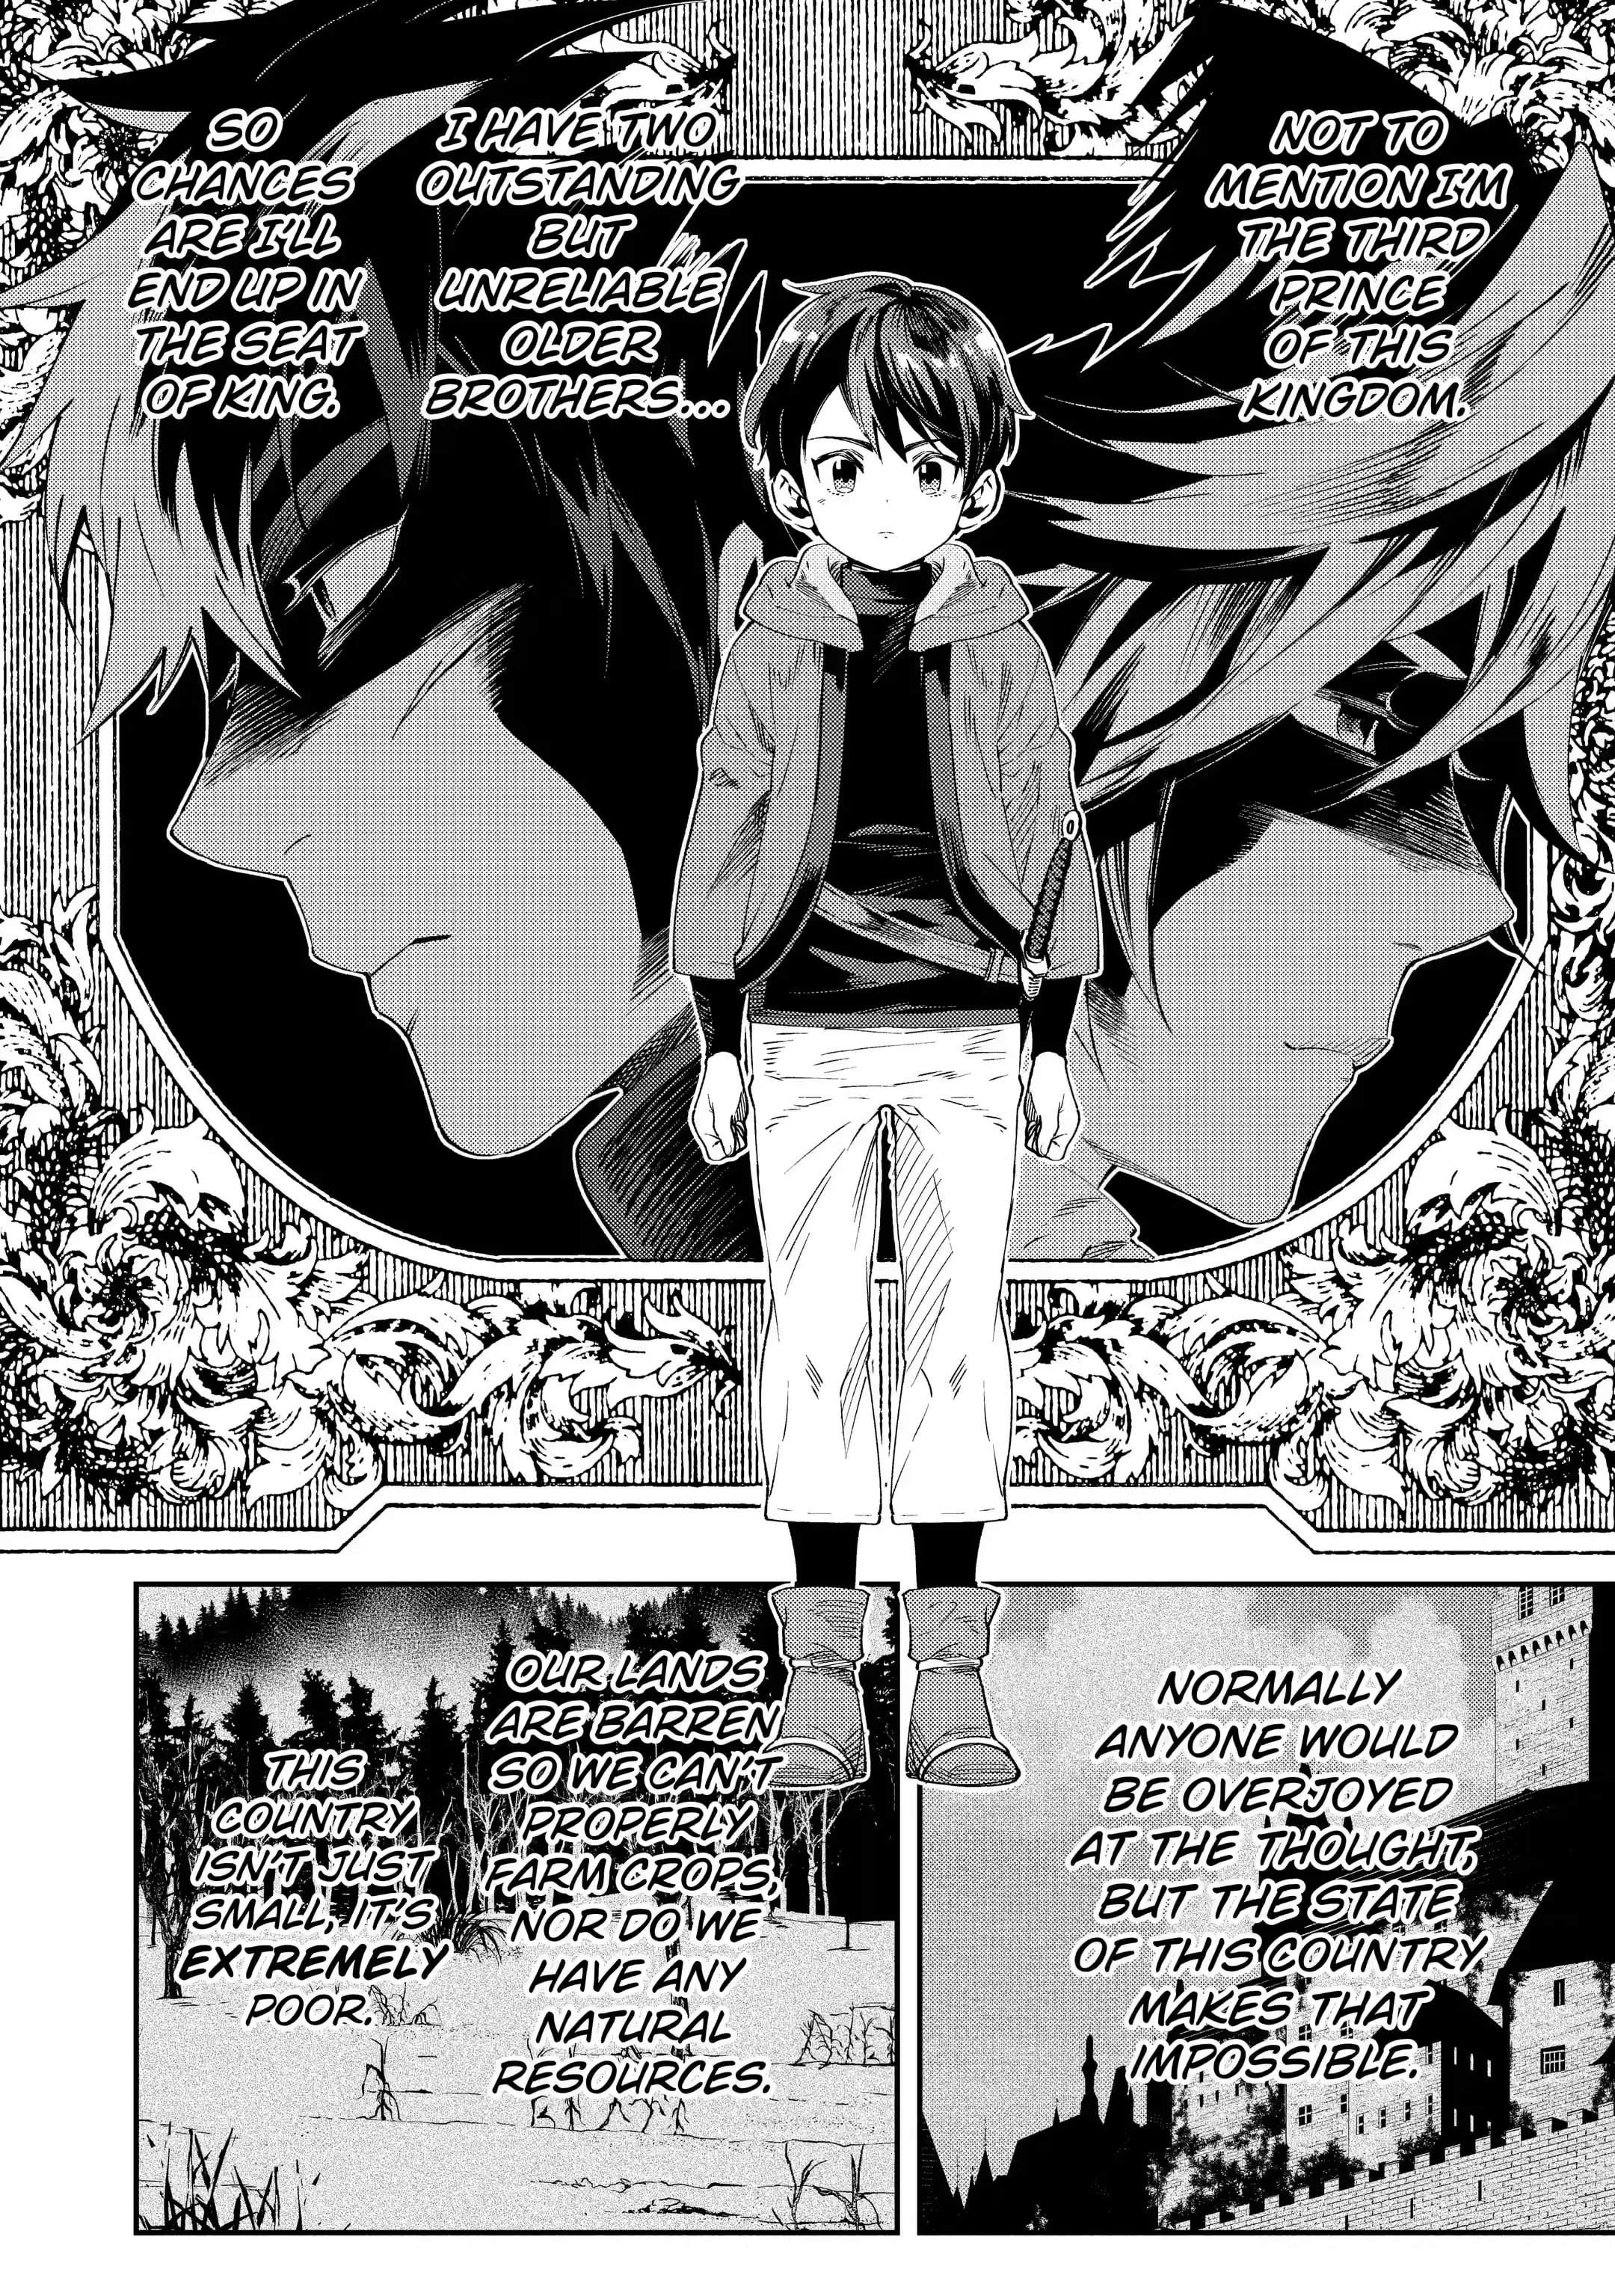 NOT TO
MENTION I'M
THE THIRD
PRINCE
OF THIS
KINGDOM.
I HAVE TWO
OUTSTANDING
BUT
UNRELIABLE
OLDER
BROTHERS...
SO
CHANCES
ARE I'LL
END UP IN
THE SEAT
OF KING.
NORMALLY
ANYONE WOULD
BE OVERJOYED
AT THE THOUGHT,
BUT THE STATE
OF THIS COUNTRY
MAKES THAT
IMPOSSIBLE.
OUR LANDS
ARE BARREN
SO WE CAN'T
PROPERLY
FARM CROPS,
NOR DO WE
HAVE ANY
NATURAL
RESOURCES.
THIS
COUNTRY
ISN'T JUST
SMALL, IT'S
EXTREMELY
POOR.